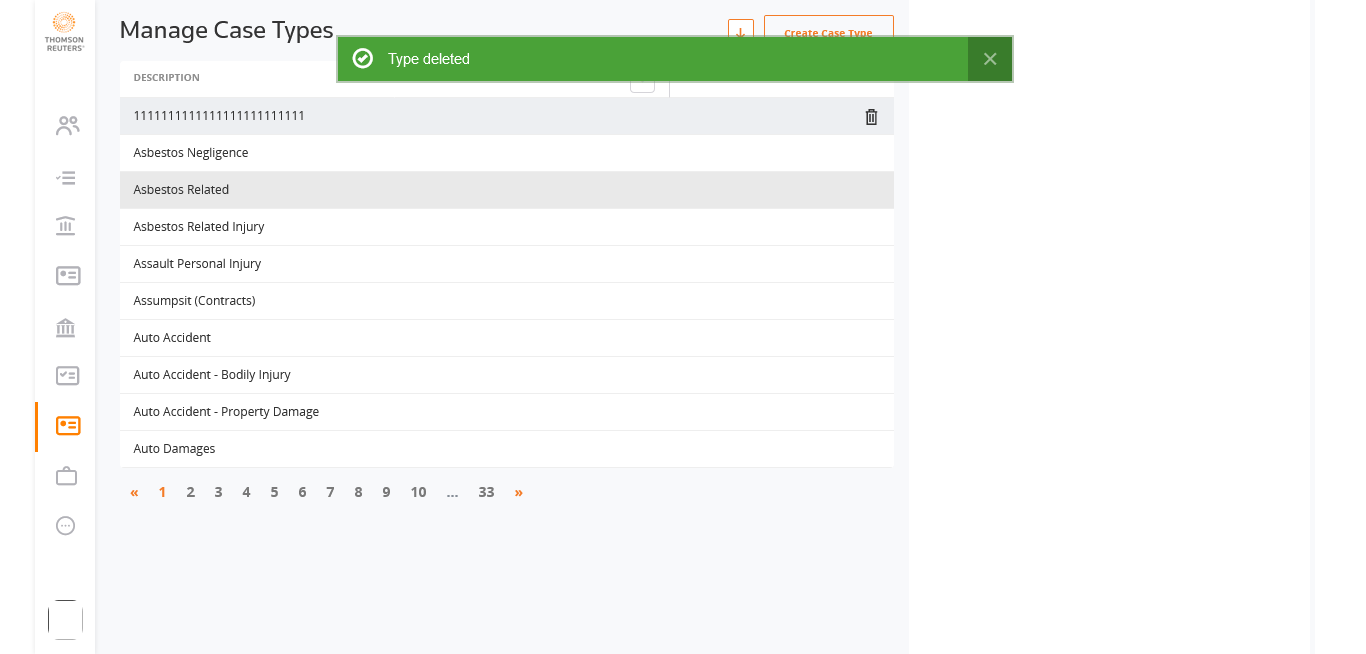 THOMSON
REUTERS
Manage Case Types
Create Case Type
Type deleted
DESCRIPTION
1111111111111111111111111
Asbestos Negligence
Asbestos Related
Asbestos Related Injury
Assault Personal Injury
Assumpsit (Contracts)
Auto Accident
Auto Accident - Bodily Injury
Auto Accident - Property Damage
Auto Damages
« 1 2 3 4 5 6 7 8 9 10 ... 33 »